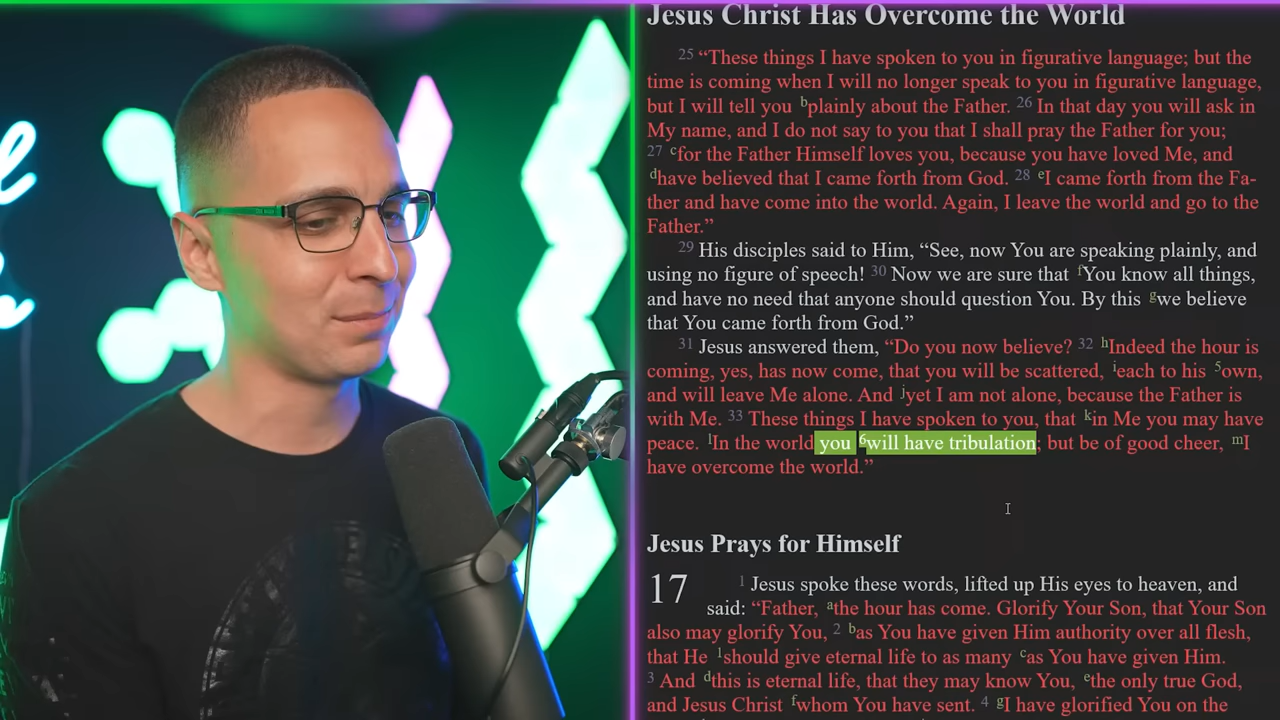 Jesus Christ Has Overcome the World
25 “These things I have spoken to you in figurative language; but the
time is coming when I will no longer speak to you in figurative language,
but I will tell you bplainly about the Father. 26 In that day you will ask in
My name, and I do not say to you that I shall pray the Father for you;
27 cfor the Father Himself loves you, because you have loved Me, and
dhave believed that I came forth from God. 28 eI came forth from the Fa-
ther and have come into the world. Again, I leave the world and go to the
Father.”
29 His disciples said to Him, “See, now You are speaking plainly, and
using no figure of speech! 30 Now we are sure that fYou know all things,
and have no need that anyone should question You. By this gwe believe
that You came forth from God.”
31 Jesus answered them, “Do you now believe? 32 hIndeed the hour is
coming, yes, has now come, that you will be scattered, ieach to his 5own,
and will leave Me alone. And jyet I am not alone, because the Father is
with Me. 33 These things I have spoken to you, that kin Me you may have
peace. lIn the world you 6will have tribulation; but be of good cheer, mI
have overcome the world.”
Jesus Prays for Himself
17 1 Jesus spoke these words, lifted up His eyes to heaven, and
said: “Father, athe hour has come. Glorify Your Son, that Your Son
also may glorify You, 2 bas You have given Him authority over all flesh,
that He 1should give eternal life to as many cas You have given Him.
3 And dthis is eternal life, that they may know You, ethe only true God,
and Jesus Christ fwhom You have sent. 4 gI have glorified You on the